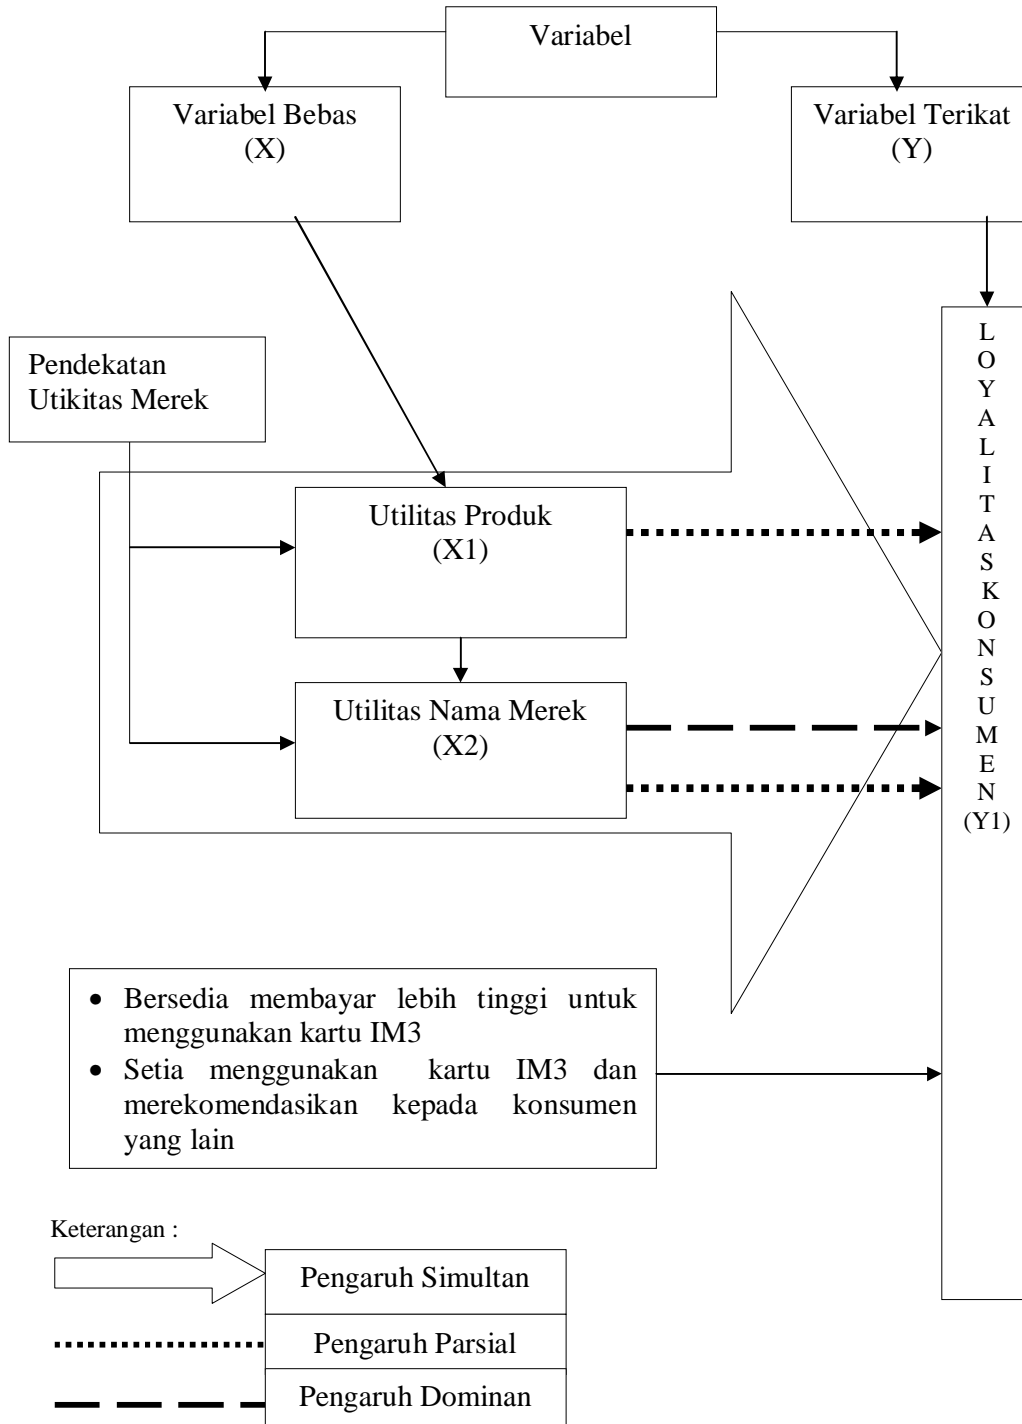 Variabel
Variabel Bebas
(X)
Variabel Terikat
(Y)
Pendekatan
Utikitas Merek
Utilitas Produk
(X1)
Utilitas Nama Merek
(X2)
L
O
Y
A
L
I
T
A
S
K
O
N
S
U
M
E
N
(Y1)
• Bersedia membayar lebih tinggi untuk
menggunakan kartu IM3
• Setia menggunakan kartu IM3 dan
merekomendasikan kepada konsumen
yang lain
Keterangan :
Pengaruh Simultan
Pengaruh Parsial
Pengaruh Dominan